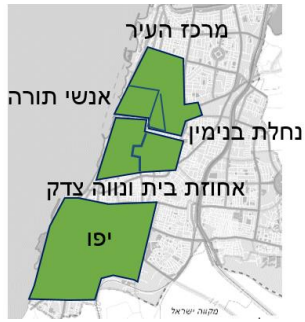 מרכז העיר
אנשי תורה
נחלת בנימין
אחוזת בית ונווה צדק
יפו
מקווה ישראל